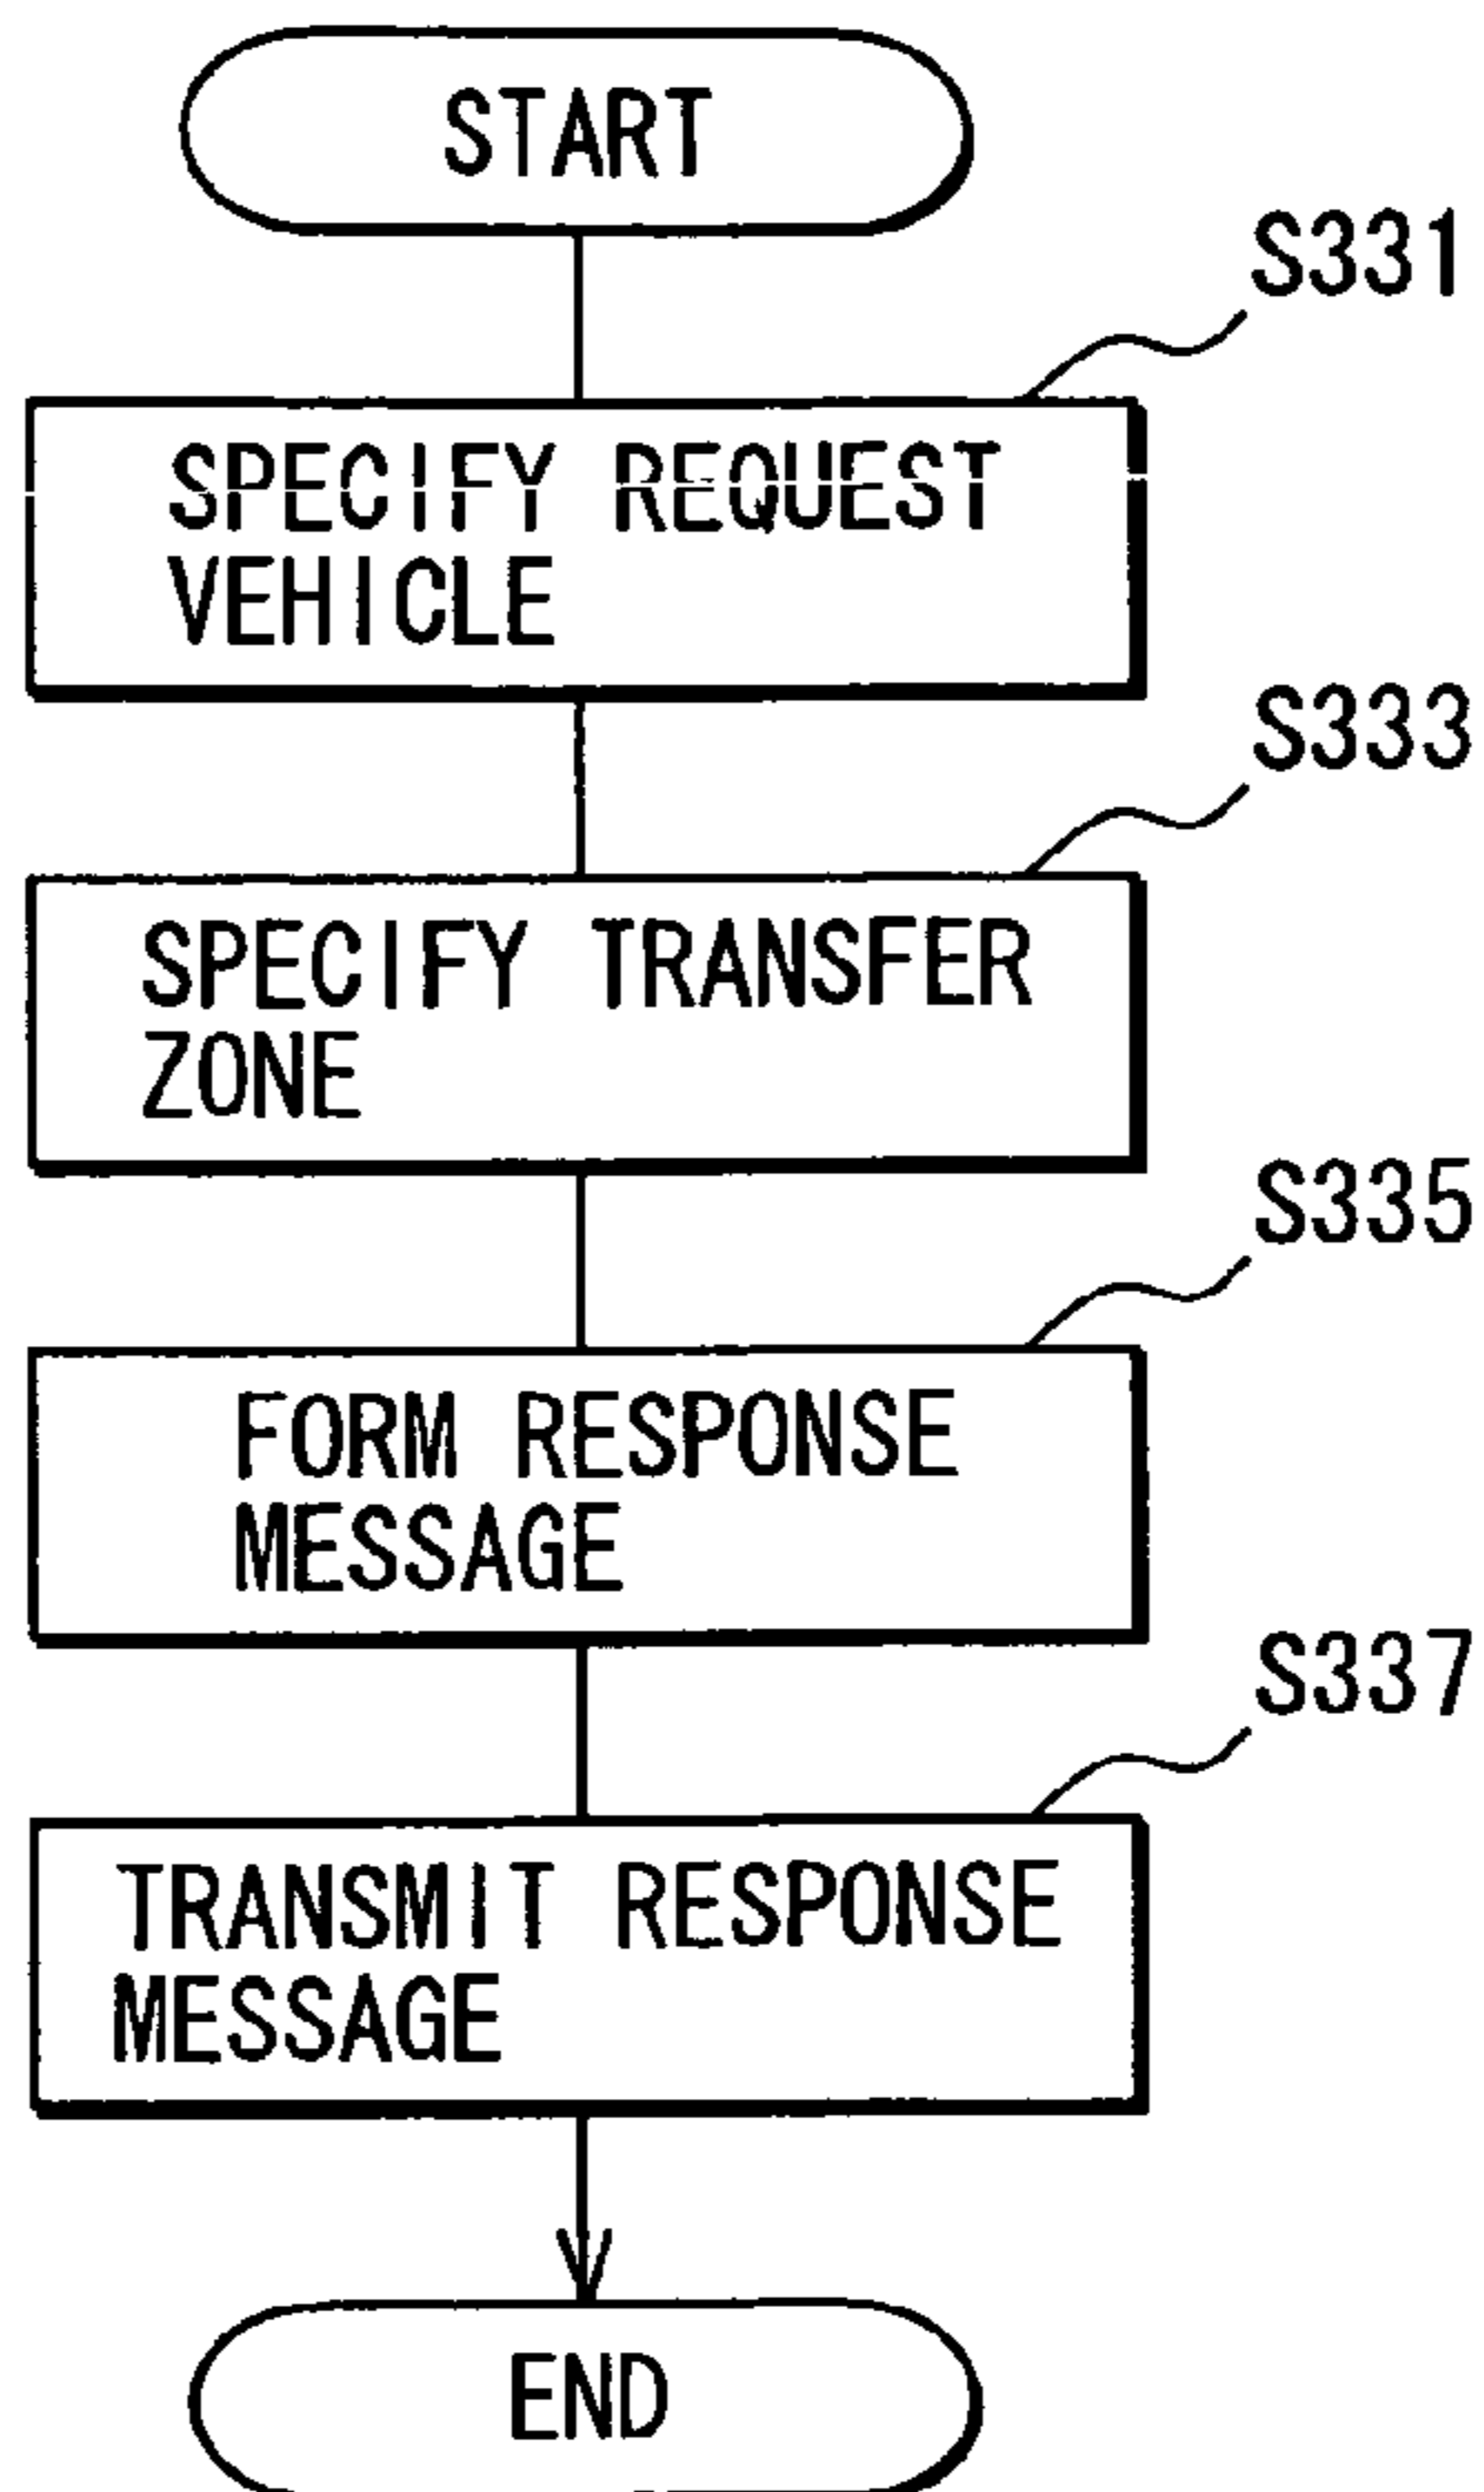 START
S331
SPECIFY REQUEST
VEHICLE
S333
SPECIFY TRANSFER
ZONE
S335
FORM RESPONSE
MESSAGE
S337
TRANSMIT RESPONSE
MESSAGE
END